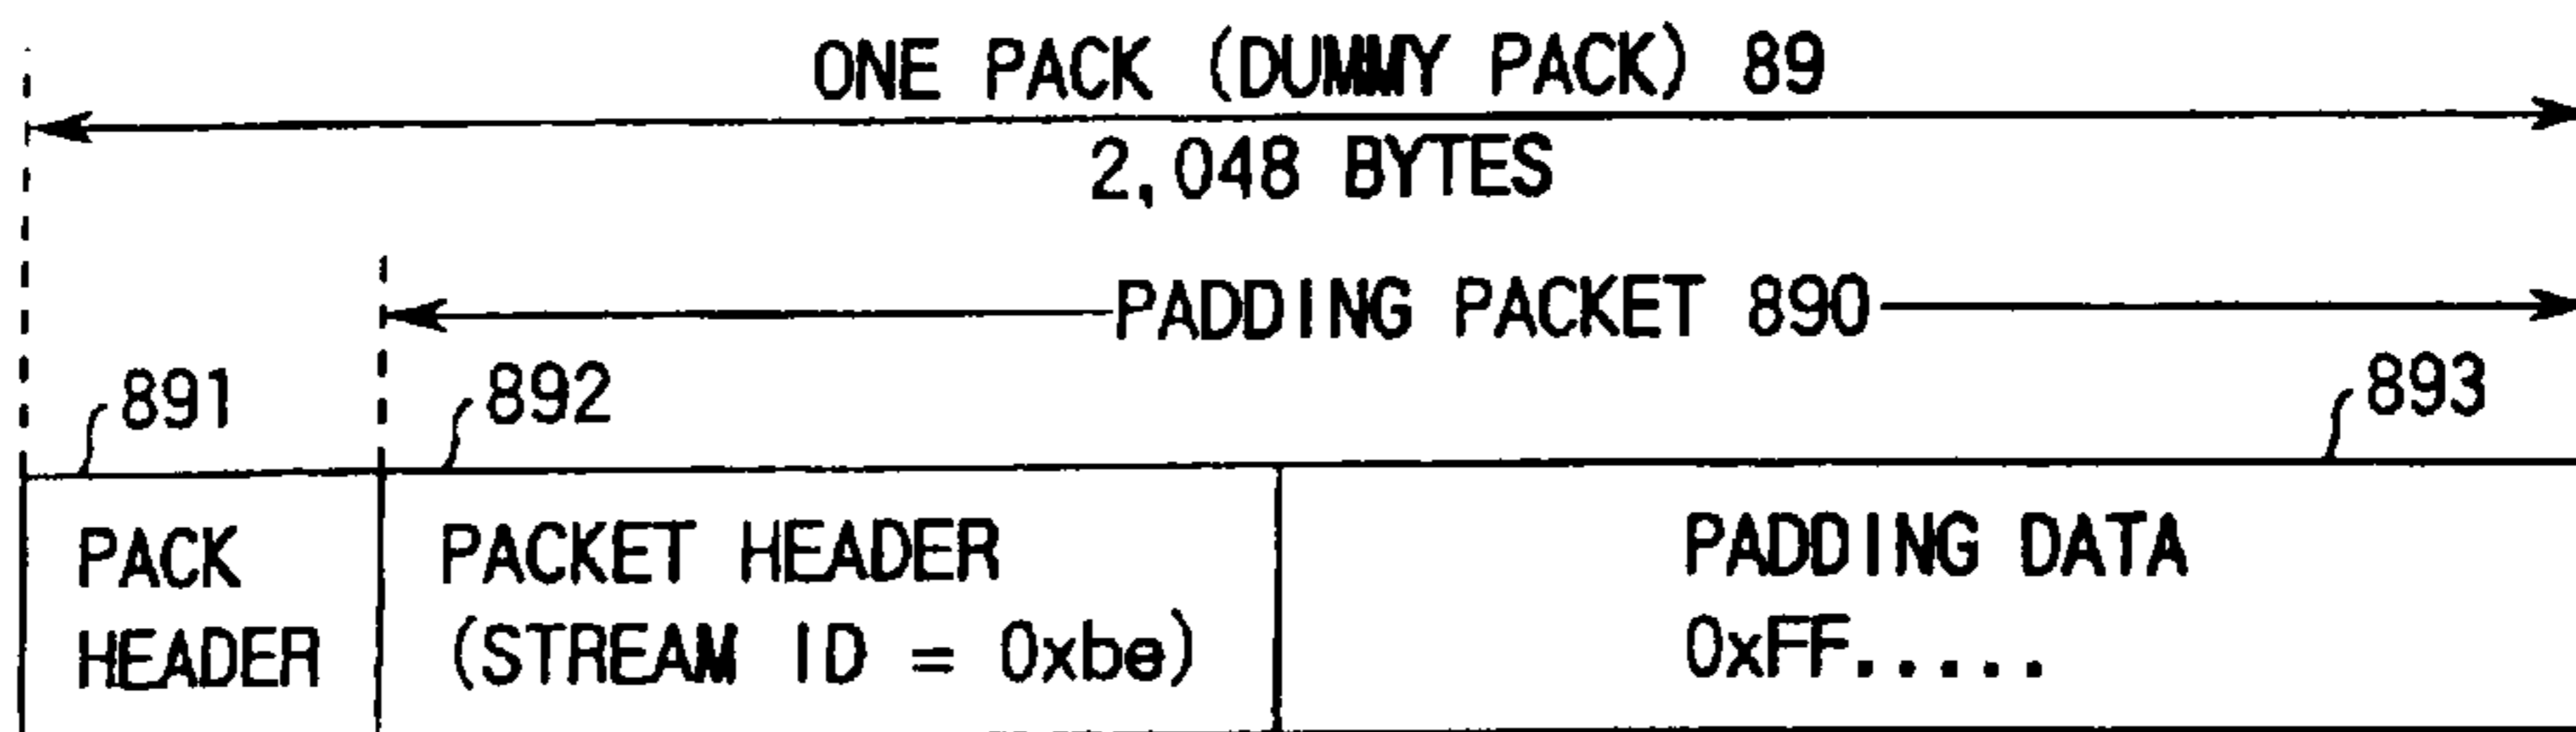 ONE PACK (DUMMY PACK) 89
2,048 BYTES
PADDING PACKET 890
891
892
893
PACK
HEADER
PACKET HEADER
(STREAM ID = 0xbe)
PADDING DATA
0xFF.....